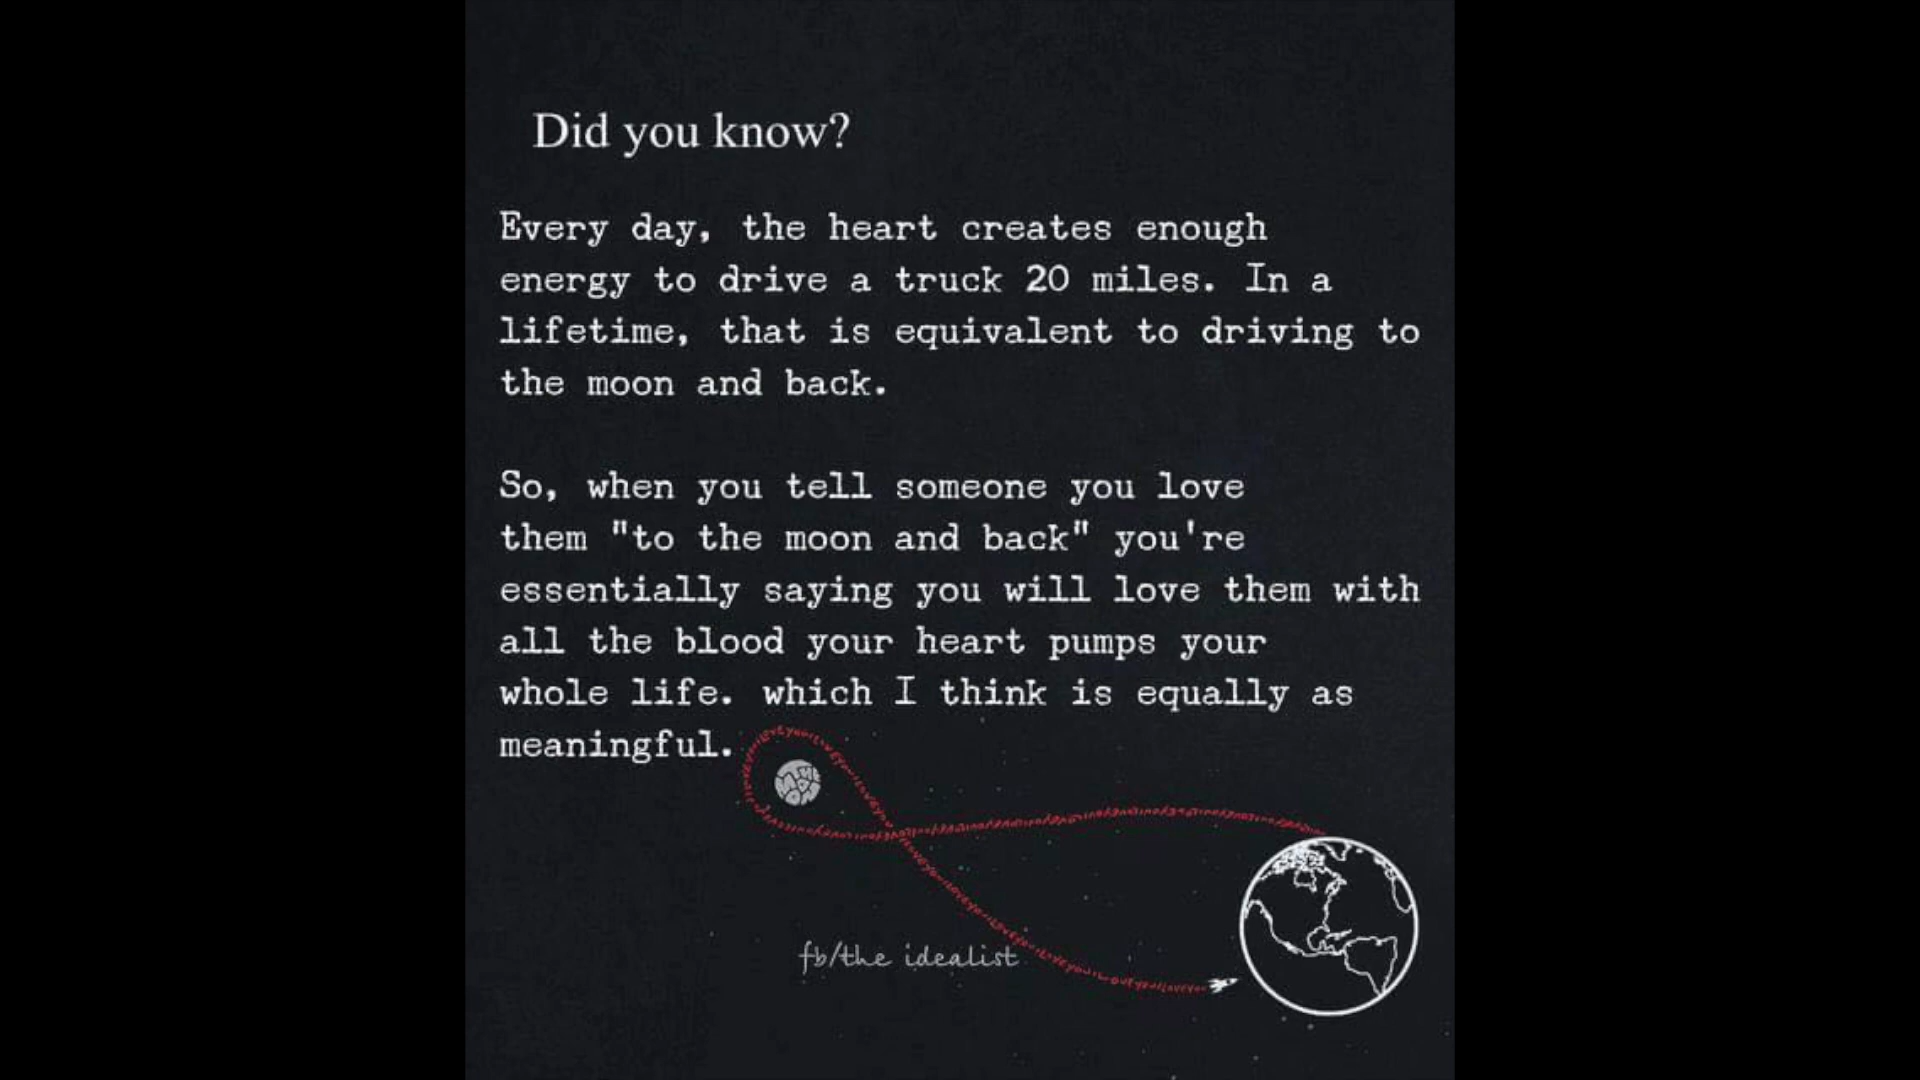 Did you know?
Every day, the heart creates enough
energy to drive a truck 20 miles. In a
lifetime, that is equivalent to driving to
the moon and back.
So, when you tell someone you love
them "to the moon and back" you're
essentially saying you will love them with
all the blood your heart pumps your
whole life. which I think is equally as
meaningful.
THE
MOON
fb/the idealist